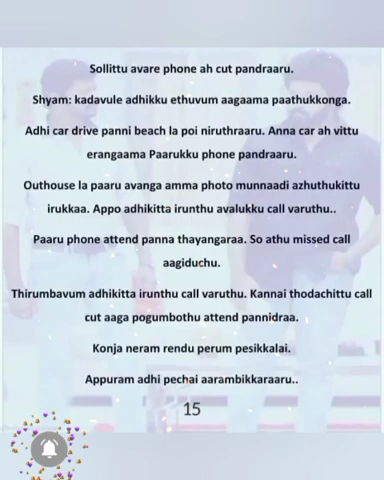 Sollittu avare phone ah cut pandraaru.
Shyam: kadavule adhikku ethuvum aagaama paathukkonga.
Adhi car drive panni beach la poi niruthraaru. Anna car ah vittu
erangaama Paarukku phone pandraaru.
Outhouse la paaru avanga amma photo munnaadi azhuthukittu
irukkaa. Appo adhikitta irunthu avalukku call varuthu..
Paaru phone attend panna thayangaraa. So athu missed call
aagiduchu.
Thirumbavum adhikitta irunthu call varuthu. Kannai thodachittu call
cut aaga pogumbothu attend pannidraa.
Konja neram rendu perum pesikkalai.
Appuram adhi pechai aarambikkaraaru..
15